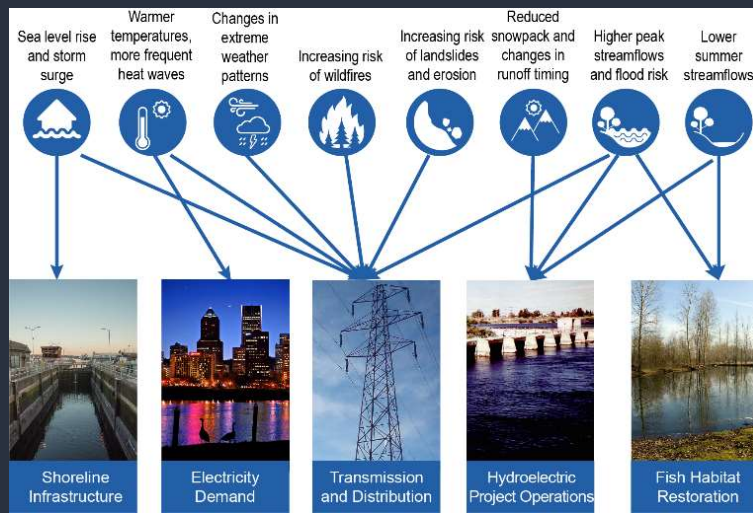 Sea level rise
and storm
surge
Warmer
temperatures,
more frequent
heat waves
Changes in
extreme
weather
patterns
Increasing risk
of wildfires
Increasing risk
of landslides
and erosion
Reduced
snowpack and
changes in
runoff timing
Higher peak
streamflows
and flood risk
Lower
summer
streamflows
Shoreline
Infrastructure
Electricity
Demand
Transmission
and Distribution
Hydroelectric
Project Operations
Fish Habitat
Restoration